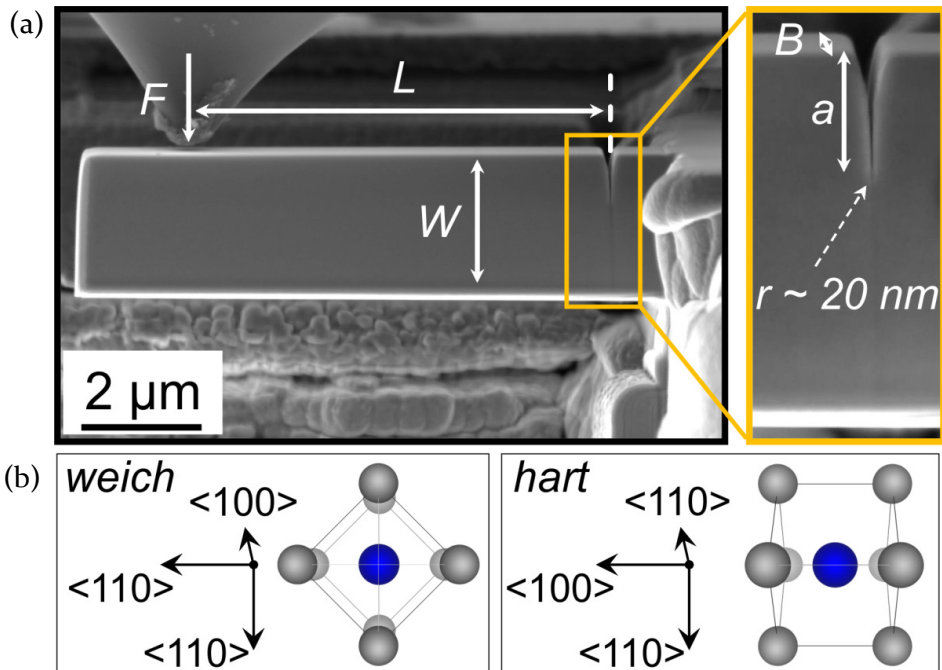 (a)
F
L
B
a
W
r ~ 20 nm
2 µm
(b)
weich
<100>
<110>
<110>
hart
<110>
<100>
<110>